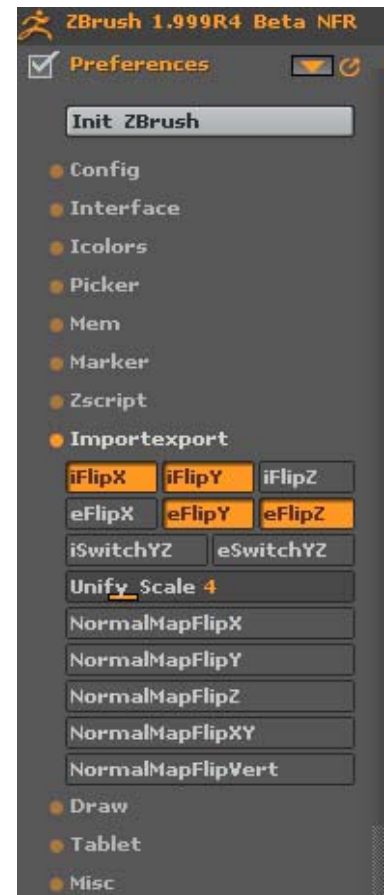 ZBrush 1.999R4 Beta NFR
Preferences
Init ZBrush
Config
Interface
Icolors
Picker
Mem
Marker
Zscript
Importexport
iFlipX iFlipY iFlipZ
eFlipX eFlipY eFlipZ
iSwitchYZ eSwitchYZ
Unify Scale 4
NormalMapFlipX
NormalMapFlipY
NormalMapFlipZ
NormalMapFlipXY
NormalMapFlipVert
Draw
Tablet
Misc